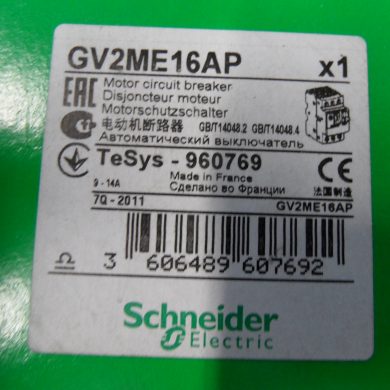 GV2ME16AP x1
EAC Motor circuit breaker
Disjoncteur moteur
Motorschutzschalter
电动机断路器 GB/T14048.2 GB/T14048.4
Автоматический выключатель
TeSys - 960769 CE
Made in France
9 - 14A Сделано во Франции 法国制造
7Q - 2011 GV2ME16AP
3 606489 607692
Schneider
Electric